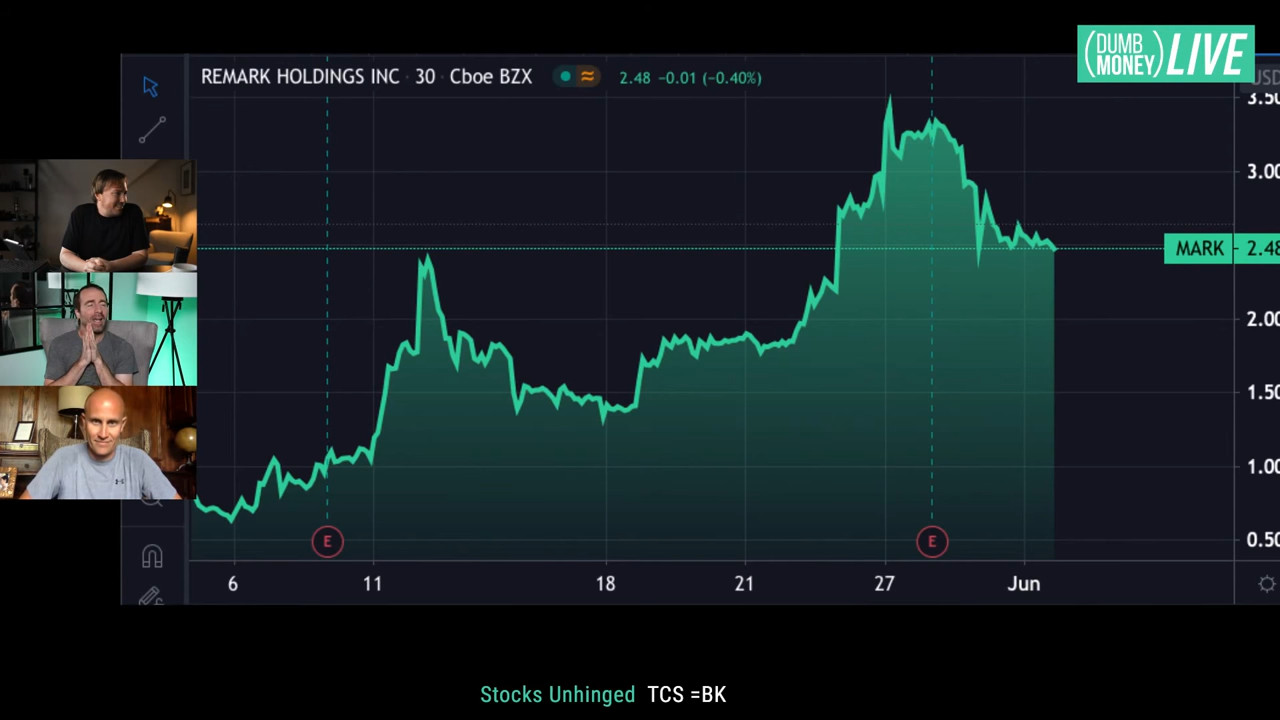 (DUMB MONEY) LIVE
REMARK HOLDINGS INC · 30 · Cboe BZX 2.48 −0.01 (−0.40%)
USD
3.50
3.00
MARK 2.48
2.00
1.50
1.00
0.50
E E
6 11 18 21 27 Jun
Stocks Unhinged TCS =BK